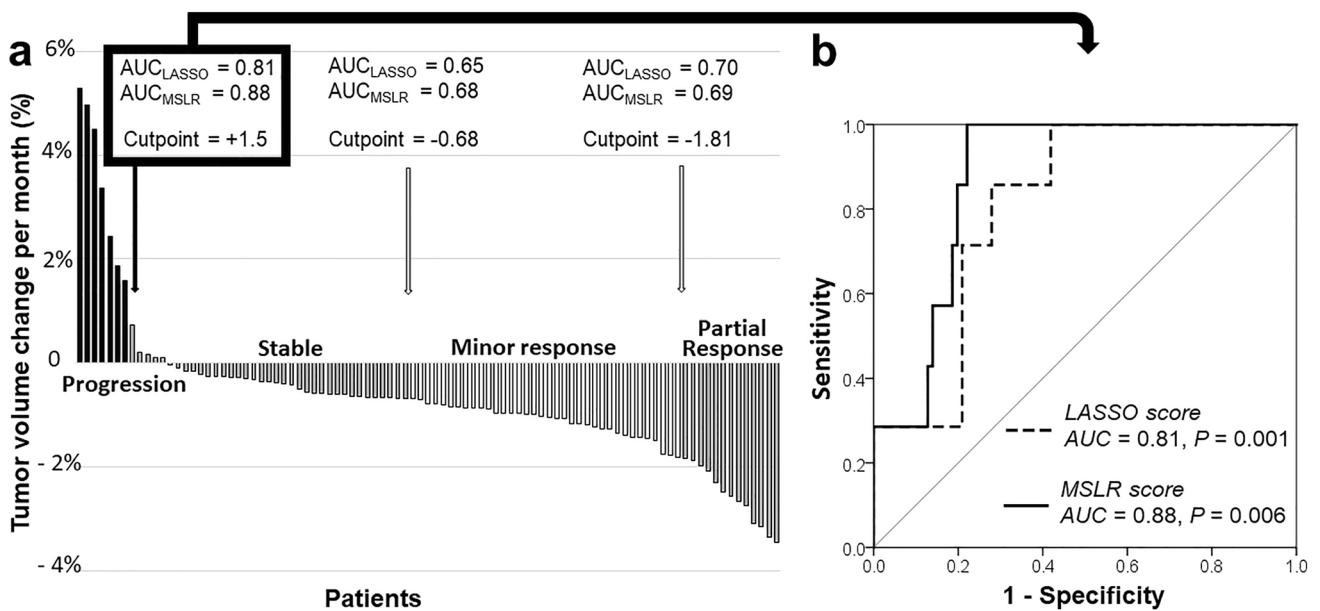 a
Tumor volume change per month (%)
6%
4%
2%
0
- 2%
- 4%
AUCLASSO = 0.81
AUCMSLR = 0.88
Cutpoint = +1.5
AUCLASSO = 0.65
AUCMSLR = 0.68
Cutpoint = -0.68
AUCLASSO = 0.70
AUCMSLR = 0.69
Cutpoint = -1.81
Progression
Stable
Minor response
Partial
Response
Patients
b
Sensitivity
1.0
0.8
0.6
0.4
0.2
0.0
LASSO score
AUC = 0.81, P = 0.001
MSLR score
AUC = 0.88, P = 0.006
0.0 0.2 0.4 0.6 0.8 1.0
1 - Specificity